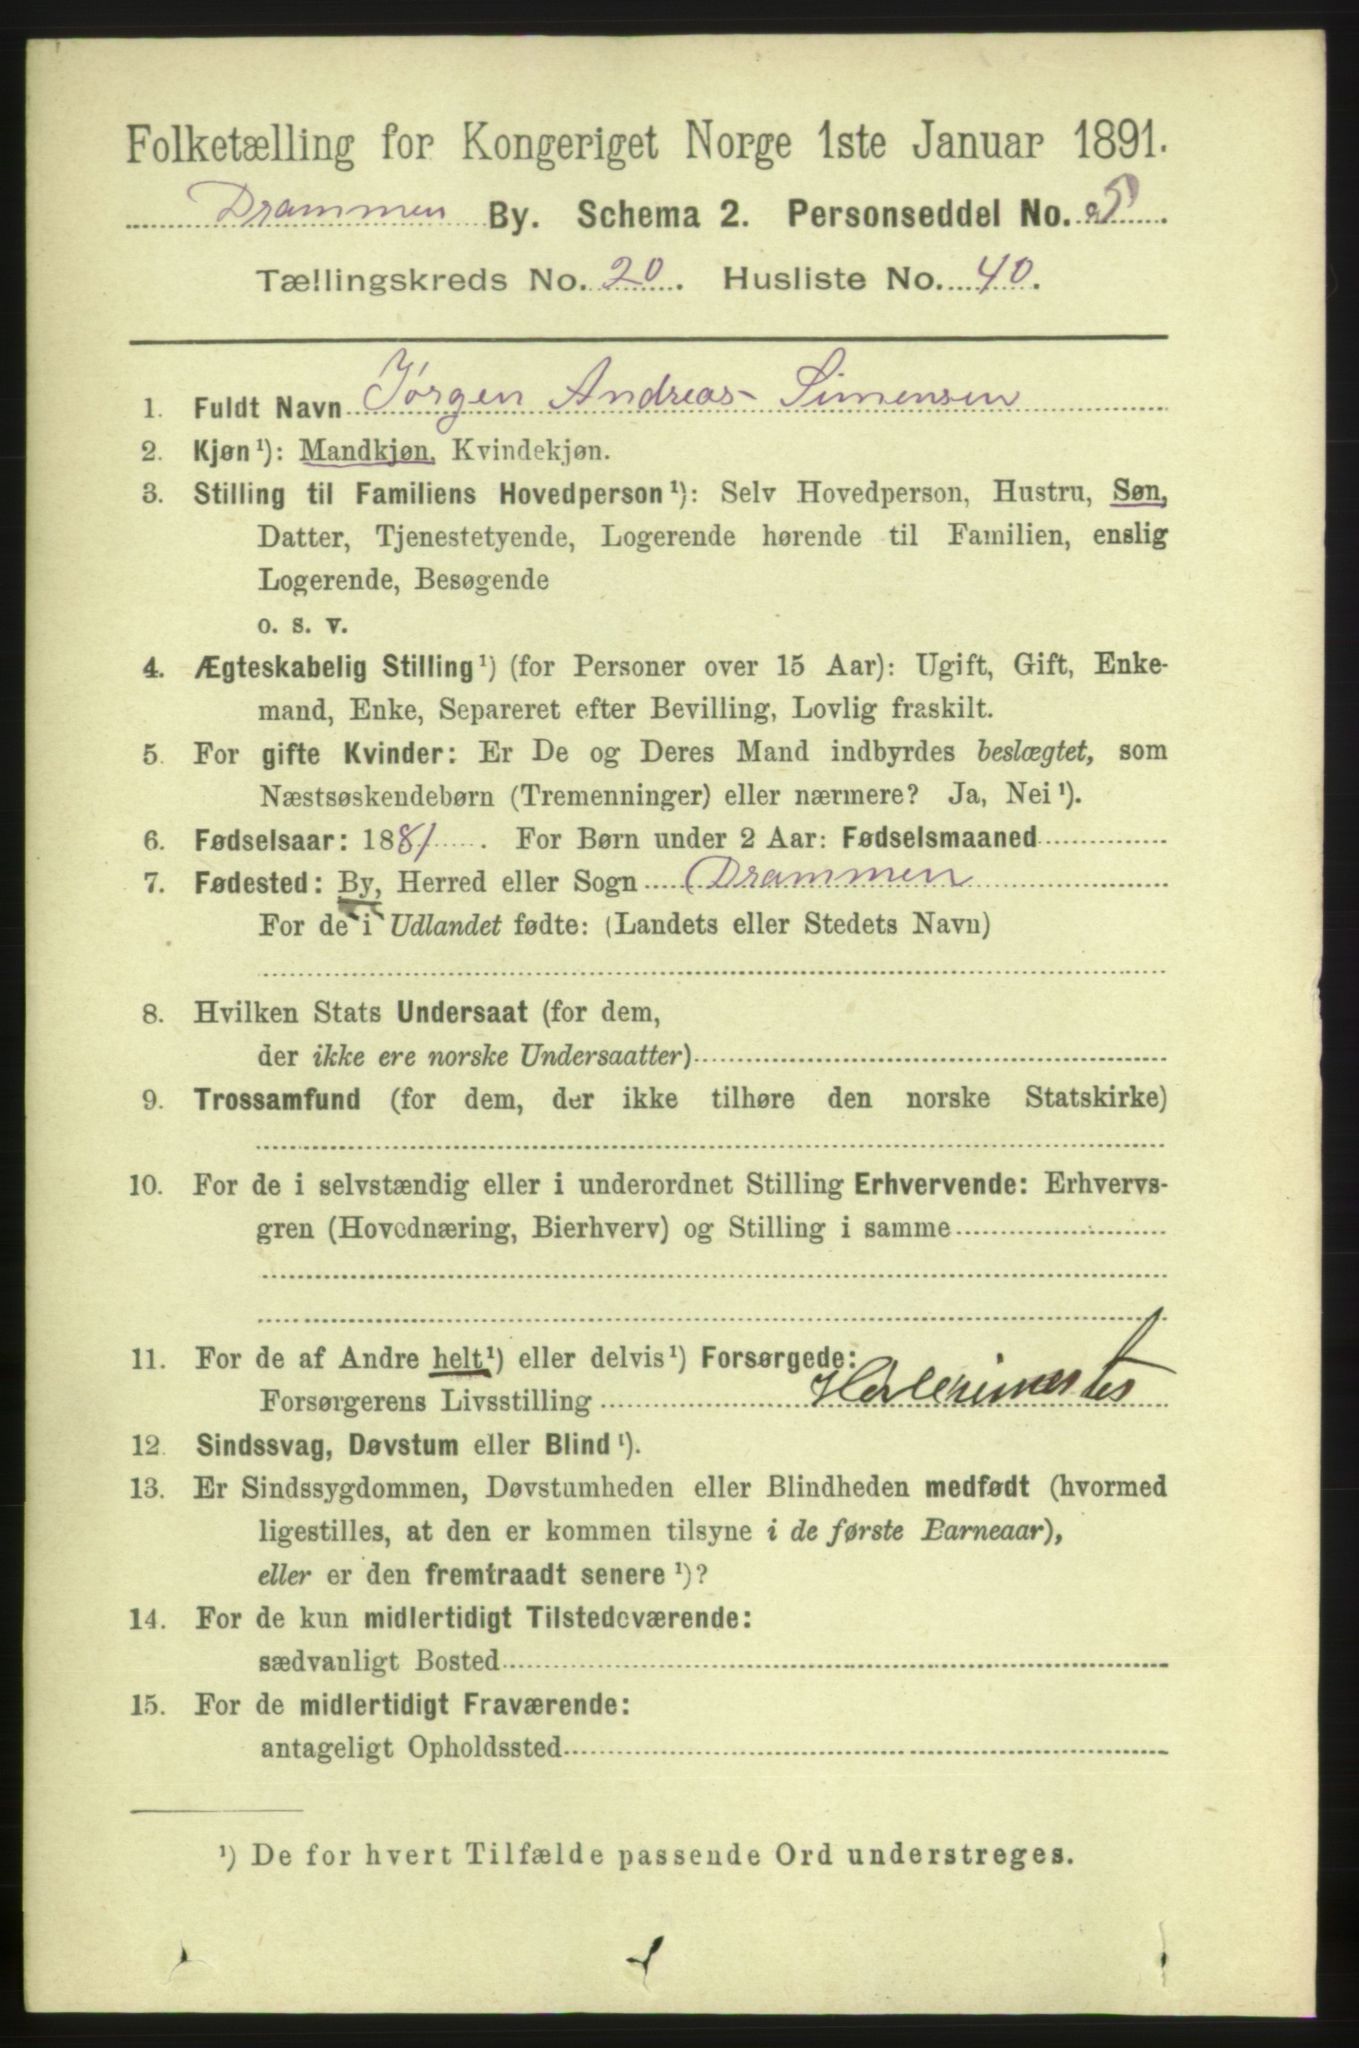 Folketælling for Kongeriget Norge 1ste Januar 1891.
Drammen By. Schema 2. Personseddel No. 5.
Tællingskreds No. 20. Husliste No. 40.
1. Fuldt Navn Jørgen Andreas Simensen
2. Kjøn¹): Mandkjøn, Kvindekjøn.
3. Stilling til Familiens Hovedperson¹): Selv Hovedperson, Hustru, Søn,
Datter, Tjenestetyende, Logerende hørende til Familien, enslig
Logerende, Besøgende
o. s. v.
4. Ægteskabelig Stilling¹) (for Personer over 15 Aar): Ugift, Gift, Enke-
mand, Enke, Separeret efter Bevilling, Lovlig fraskilt.
5. For gifte Kvinder: Er De og Deres Mand indbyrdes beslægtet, som
Næstsøskendebørn (Tremenninger) eller nærmere? Ja, Nei¹).
6. Fødselsaar: 1881. For Børn under 2 Aar: Fødselsmaaned
7. Fødested: By, Herred eller Sogn Drammen
For de i Udlandet fødte: (Landets eller Stedets Navn)
8. Hvilken Stats Undersaat (for dem,
der ikke ere norske Undersaatter)
9. Trossamfund (for dem, der ikke tilhøre den norske Statskirke)
10. For de i selvstændig eller i underordnet Stilling Erhvervende: Erhvervs-
gren (Hovednæring, Bierhverv) og Stilling i samme
11. For de af Andre helt¹) eller delvis¹) Forsørgede:
Forsørgerens Livsstilling
12. Sindssvag, Døvstum eller Blind¹).
13. Er Sindssygdommen, Døvstumheden eller Blindheden medfødt (hvormed
ligestilles, at den er kommen tilsyne i de første Barneaar),
eller er den fremtraadt senere¹)?
14. For de kun midlertidigt Tilstedeværende:
sædvanligt Bosted
15. For de midlertidigt Fraværende:
antageligt Opholdssted
¹) De for hvert Tilfælde passende Ord understreges.